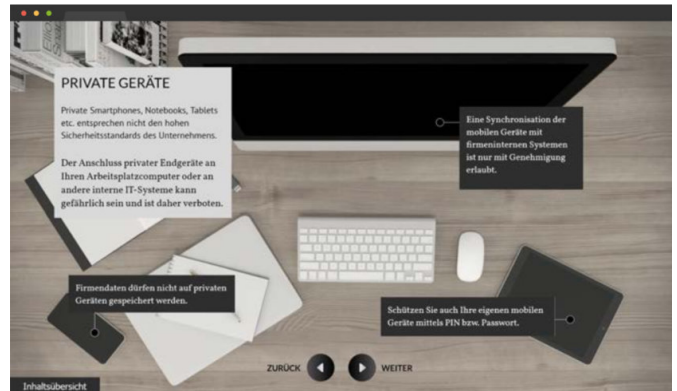 PRIVATE GERÄTE
Private Smartphones, Notebooks, Tablets
etc. entsprechen nicht den hohen
Sicherheitsstandards des Unternehmens.
Der Anschluss privater Endgeräte an
Ihren Arbeitsplatzcomputer oder an
andere interne IT-Systeme kann
gefährlich sein und ist daher verboten.
Eine Synchronisation der
mobilen Geräte mit
firmeninternen Systemen
ist nur mit Genehmigung
erlaubt.
Firmendaten dürfen nicht auf privaten
Geräten gespeichert werden.
Schützen Sie auch Ihre eigenen mobilen
Geräte mittels PIN bzw. Passwort.
ZURÜCK
WEITER
Inhaltsübersicht